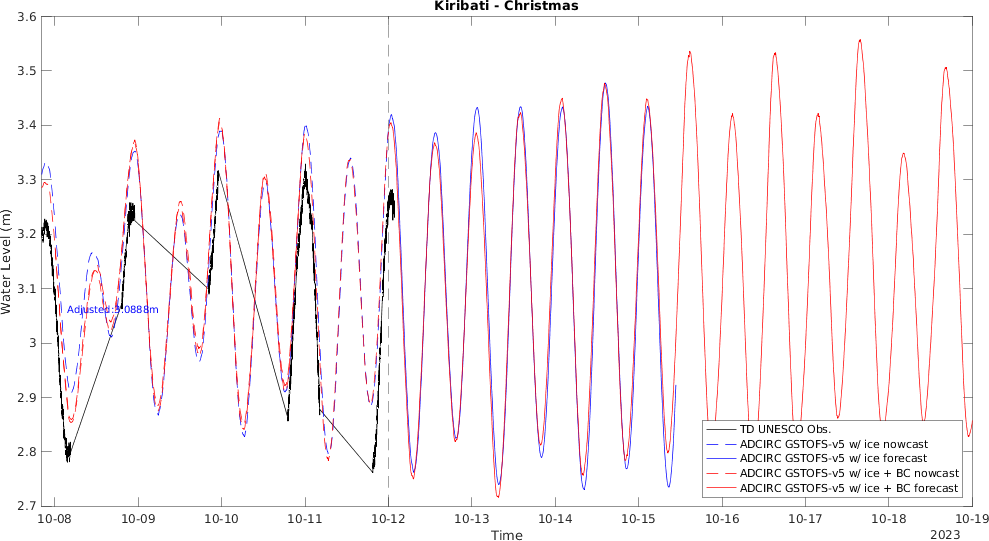 Kiribati - Christmas
3.6
3.5
3.4
3.3
3.2
3.1
3
2.9
2.8
2.7
Water Level (m)
Adjusted:3.0888m
TD UNESCO Obs.
ADCIRC GSTOFS-v5 w/ ice nowcast
ADCIRC GSTOFS-v5 w/ ice forecast
ADCIRC GSTOFS-v5 w/ ice + BC nowcast
ADCIRC GSTOFS-v5 w/ ice + BC forecast
10-08 10-09 10-10 10-11 10-12 10-13 10-14 10-15 10-16 10-17 10-18 10-19
Time
2023